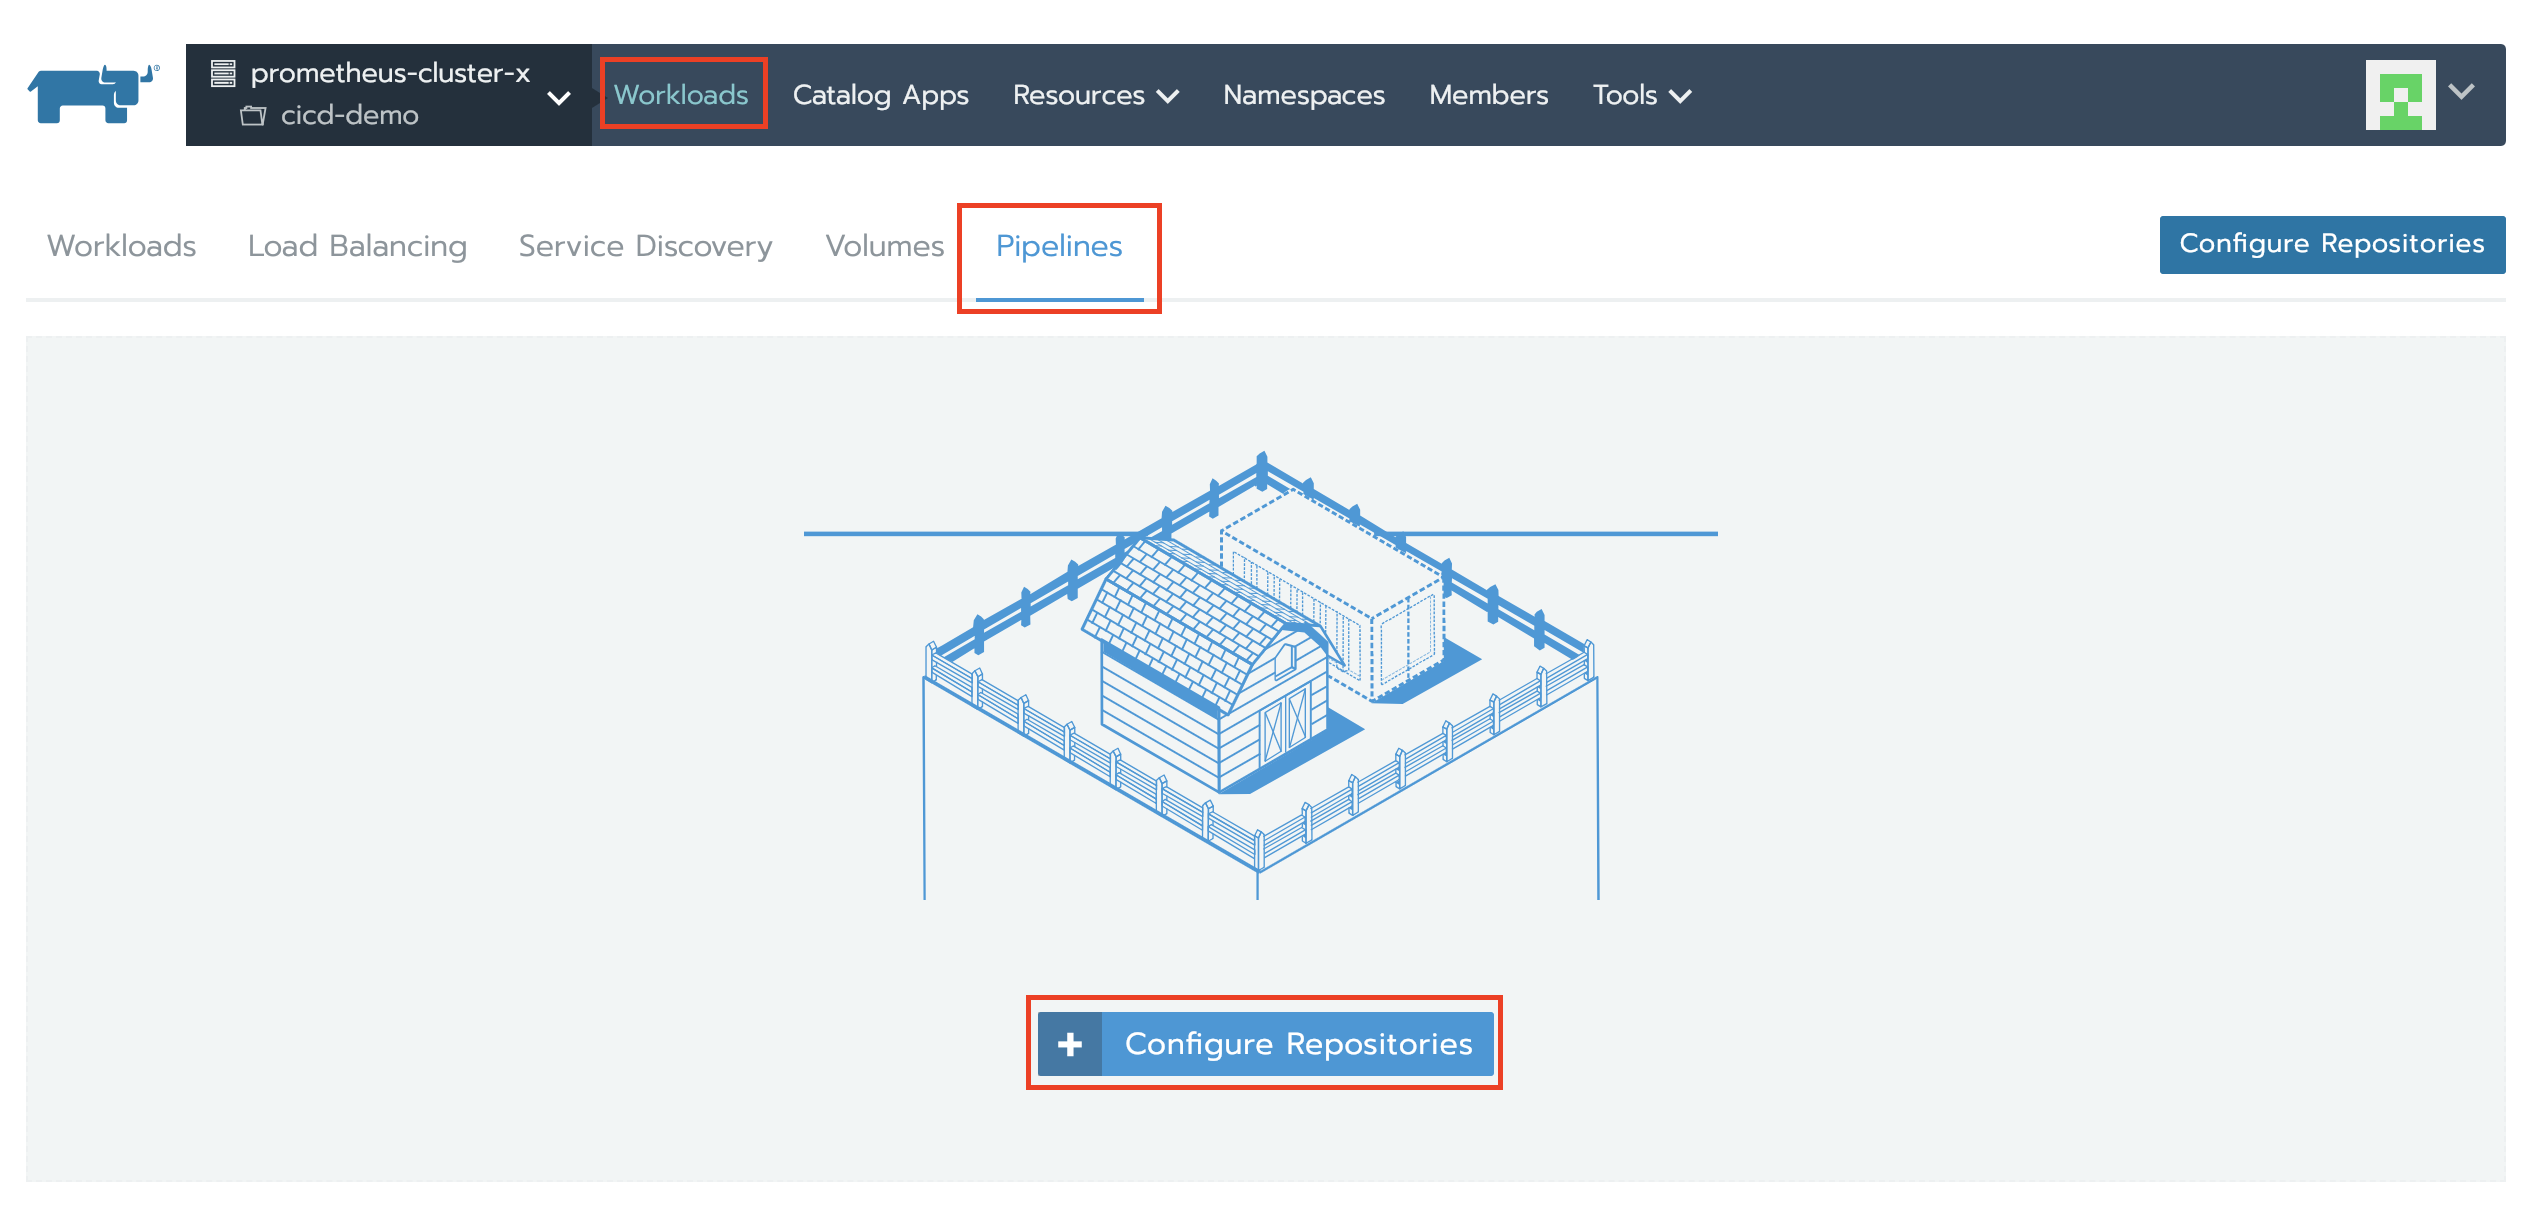 prometheus-cluster-x
cicd-demo
Workloads Catalog Apps Resources Namespaces Members Tools
Workloads Load Balancing Service Discovery Volumes Pipelines Configure Repositories
+ Configure Repositories